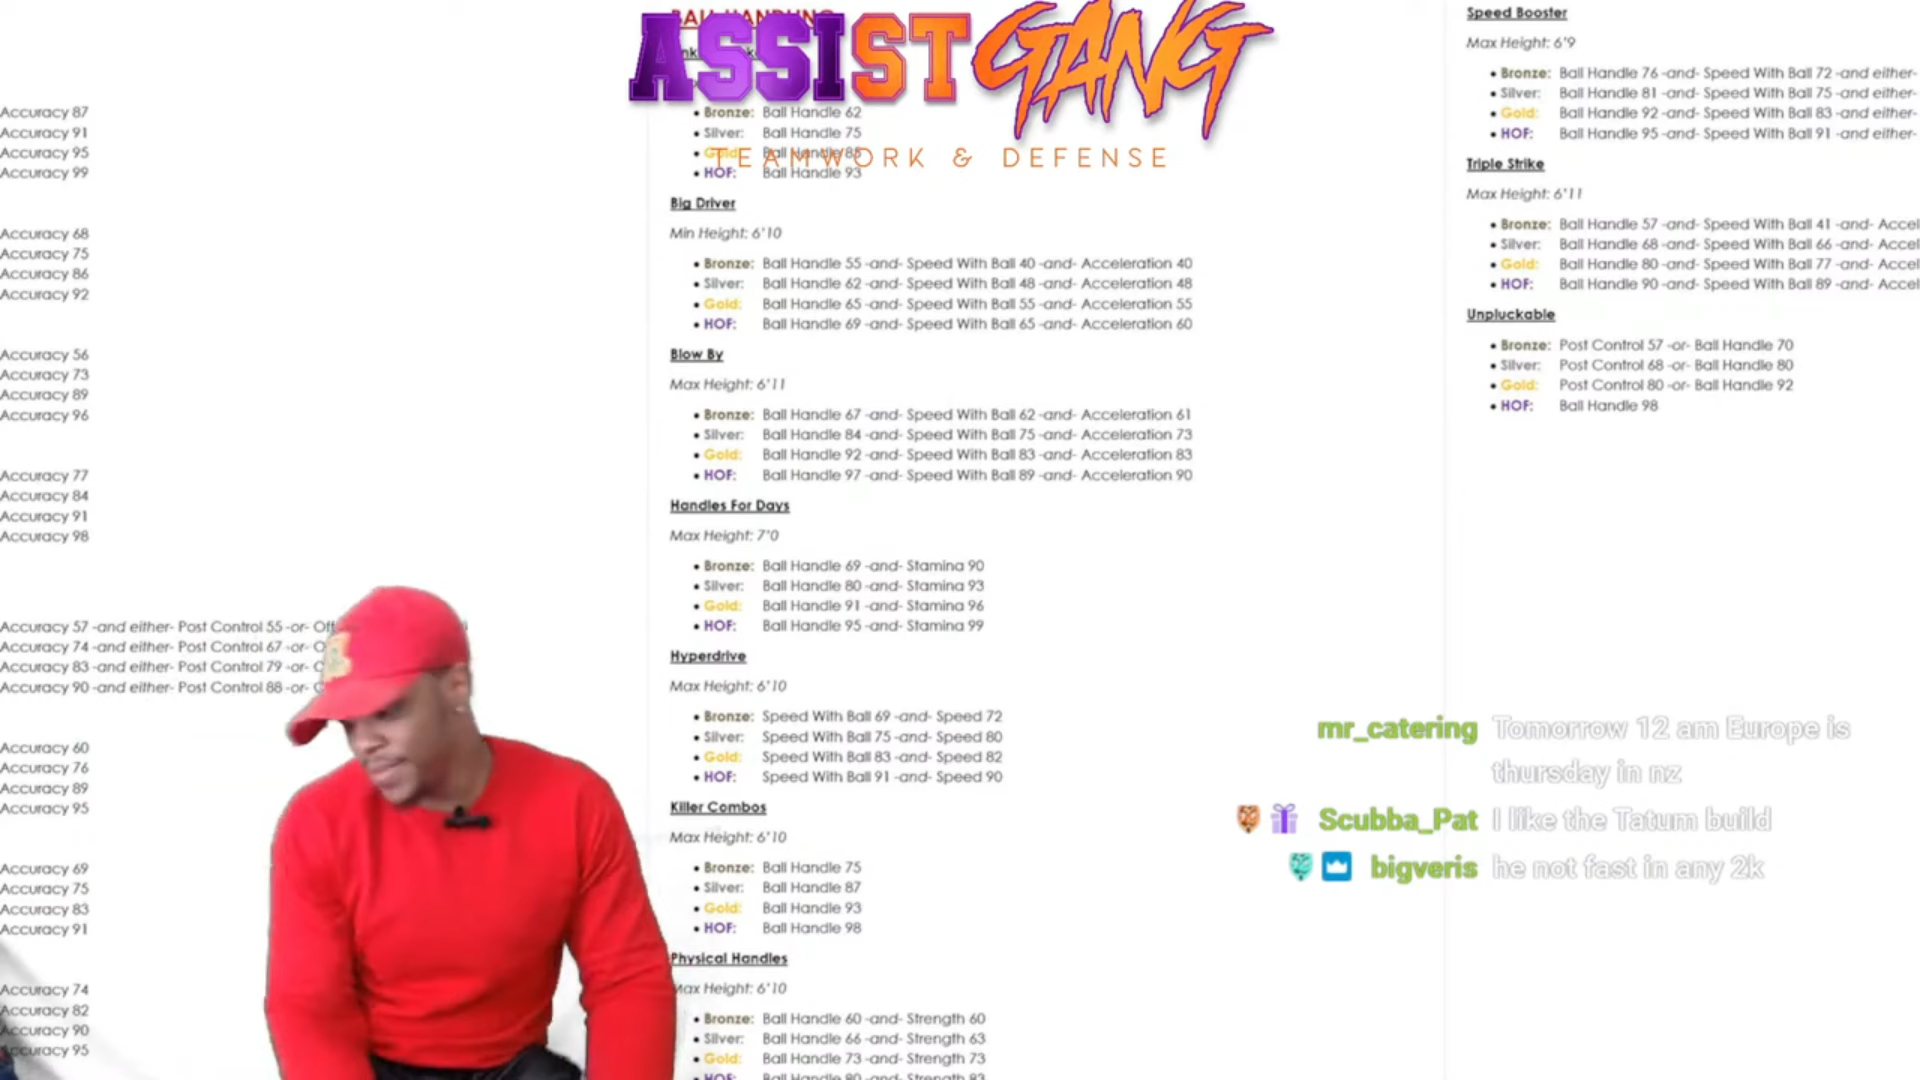 Accuracy 87
Accuracy 91
Accuracy 95
Accuracy 99
Accuracy 68
Accuracy 75
Accuracy 86
Accuracy 92
Accuracy 56
Accuracy 73
Accuracy 89
Accuracy 96
Accuracy 77
Accuracy 84
Accuracy 91
Accuracy 98
Accuracy 57 -and either- Post Control 55 -or- Off
Accuracy 74 -and either- Post Control 67 -or- O
Accuracy 83 -and either- Post Control 79 -or-
Accuracy 90 -and either- Post Control 88 -or-
Accuracy 60
Accuracy 76
Accuracy 89
Accuracy 95
Accuracy 69
Accuracy 75
Accuracy 83
Accuracy 91
Accuracy 74
Accuracy 82
Accuracy 90
Accuracy 95
BALL HANDLING
ASSISTGANG
TEAMWORK & DEFENSE
• Bronze: Ball Handle 62
• Silver: Ball Handle 75
• Gold: Ball Handle 85
• HOF: Ball Handle 93
Big Driver
Min Height: 6'10
• Bronze: Ball Handle 55 -and- Speed With Ball 40 -and- Acceleration 40
• Silver: Ball Handle 62 -and- Speed With Ball 48 -and- Acceleration 48
• Gold: Ball Handle 65 -and- Speed With Ball 55 -and- Acceleration 55
• HOF: Ball Handle 69 -and- Speed With Ball 65 -and- Acceleration 60
Blow By
Max Height: 6'11
• Bronze: Ball Handle 67 -and- Speed With Ball 62 -and- Acceleration 61
• Silver: Ball Handle 84 -and- Speed With Ball 75 -and- Acceleration 73
• Gold: Ball Handle 92 -and- Speed With Ball 83 -and- Acceleration 83
• HOF: Ball Handle 97 -and- Speed With Ball 89 -and- Acceleration 90
Handles For Days
Max Height: 7'0
• Bronze: Ball Handle 69 -and- Stamina 90
• Silver: Ball Handle 80 -and- Stamina 93
• Gold: Ball Handle 91 -and- Stamina 96
• HOF: Ball Handle 95 -and- Stamina 99
Hyperdrive
Max Height: 6'10
• Bronze: Speed With Ball 69 -and- Speed 72
• Silver: Speed With Ball 75 -and- Speed 80
• Gold: Speed With Ball 83 -and- Speed 82
• HOF: Speed With Ball 91 -and- Speed 90
Killer Combos
Max Height: 6'10
• Bronze: Ball Handle 75
• Silver: Ball Handle 87
• Gold: Ball Handle 93
• HOF: Ball Handle 98
Physical Handles
Max Height: 6'10
• Bronze: Ball Handle 60 -and- Strength 60
• Silver: Ball Handle 66 -and- Strength 63
• Gold: Ball Handle 73 -and- Strength 73
• HOF: Ball Handle 80 -and- Strength 83
Speed Booster
Max Height: 6'9
• Bronze: Ball Handle 76 -and- Speed With Ball 72 -and either-
• Silver: Ball Handle 81 -and- Speed With Ball 75 -and either-
• Gold: Ball Handle 92 -and- Speed With Ball 83 -and either-
• HOF: Ball Handle 95 -and- Speed With Ball 91 -and either-
Triple Strike
Max Height: 6'11
• Bronze: Ball Handle 57 -and- Speed With Ball 41 -and- Accel
• Silver: Ball Handle 68 -and- Speed With Ball 66 -and- Accel
• Gold: Ball Handle 80 -and- Speed With Ball 77 -and- Accel
• HOF: Ball Handle 90 -and- Speed With Ball 89 -and- Accel
Unpluckable
• Bronze: Post Control 57 -or- Ball Handle 70
• Silver: Post Control 68 -or- Ball Handle 80
• Gold: Post Control 80 -or- Ball Handle 92
• HOF: Ball Handle 98
mr_catering Tomorrow 12 am Europe is
thursday in nz
Scubba_Pat I like the Tatum build
bigveris he not fast in any 2k